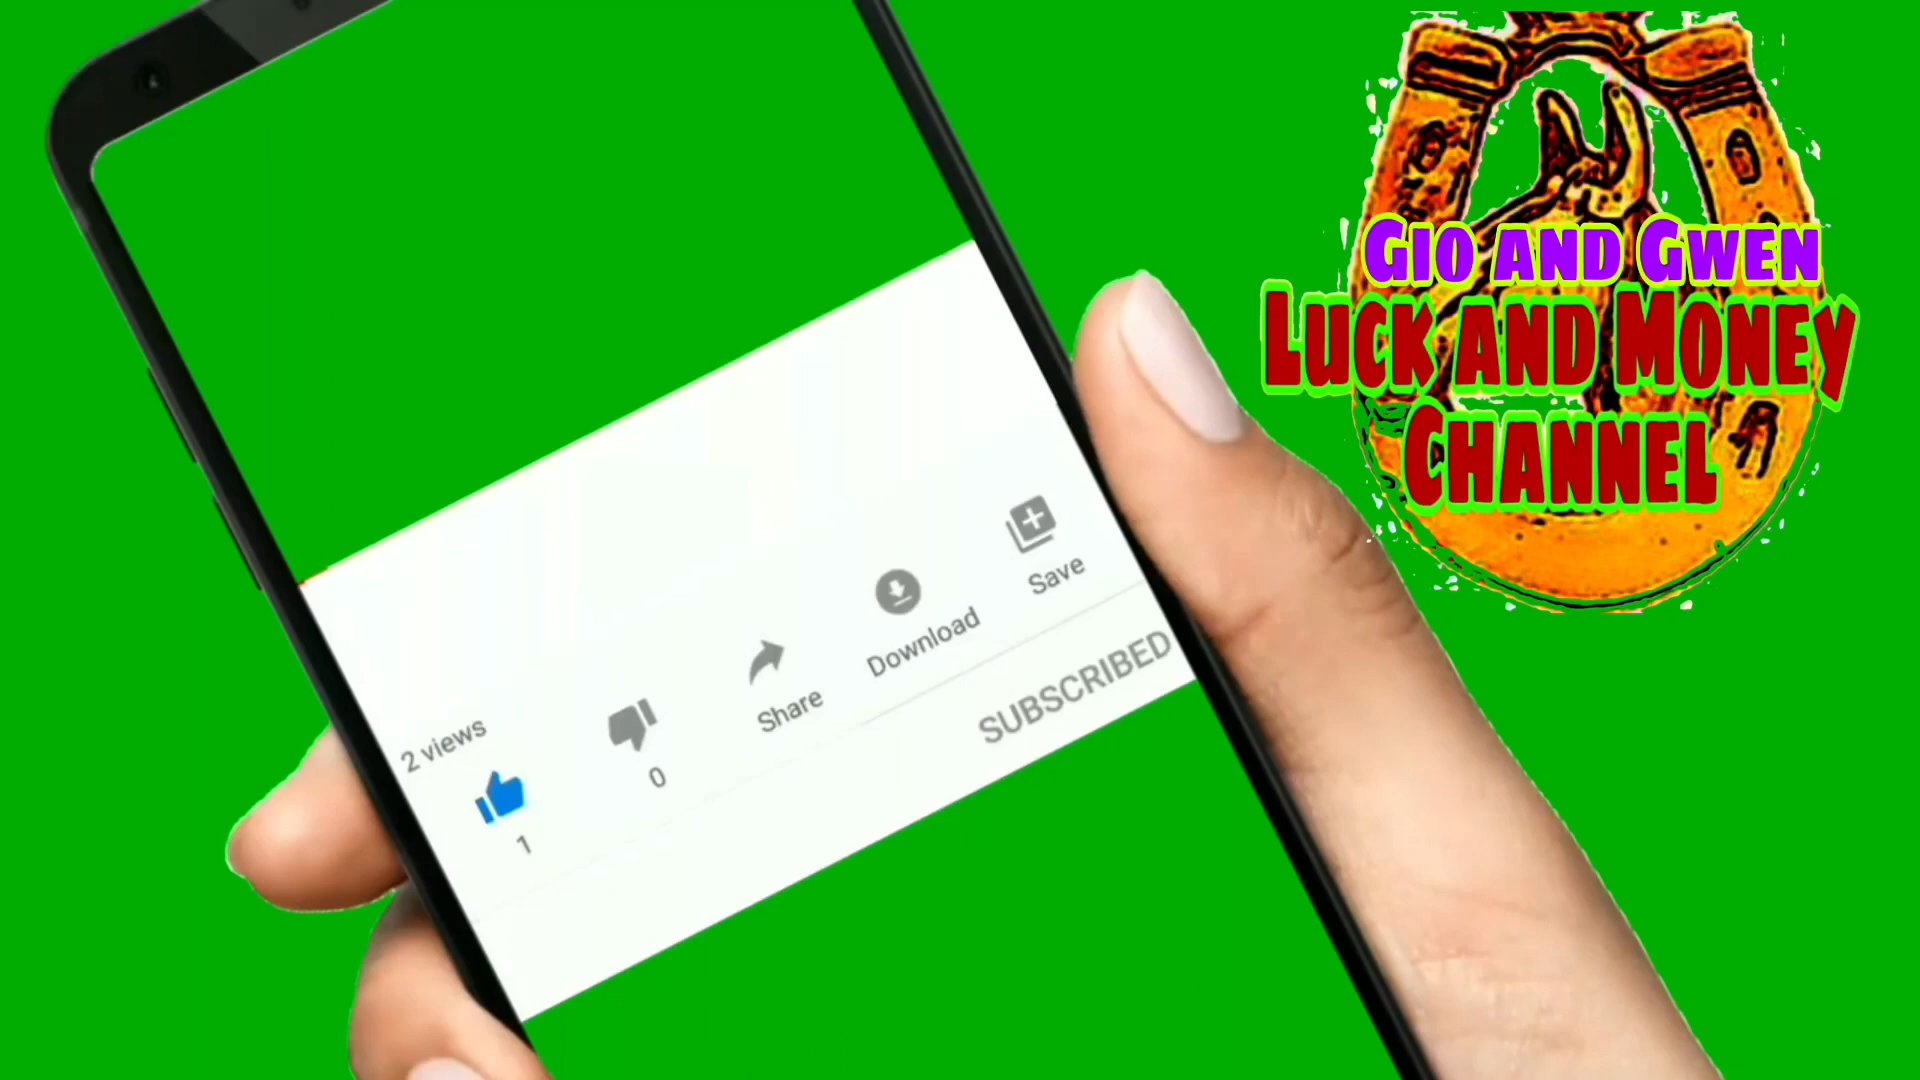 Gio and Gwen
Luck and Money
Channel
2 views
1
0
Share
Download
Save
SUBSCRIBED